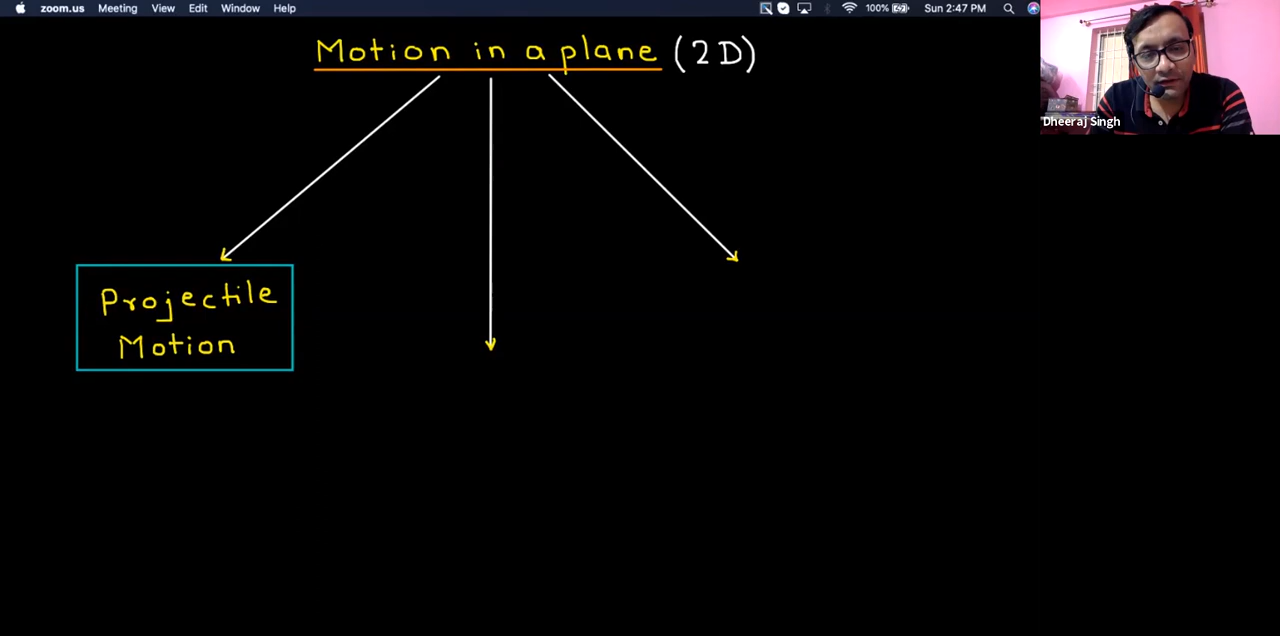 zoom.us Meeting View Edit Window Help 100% Sun 2:47 PM
Motion in a plane (2D)
Dheeraj Singh
Projectile
Motion